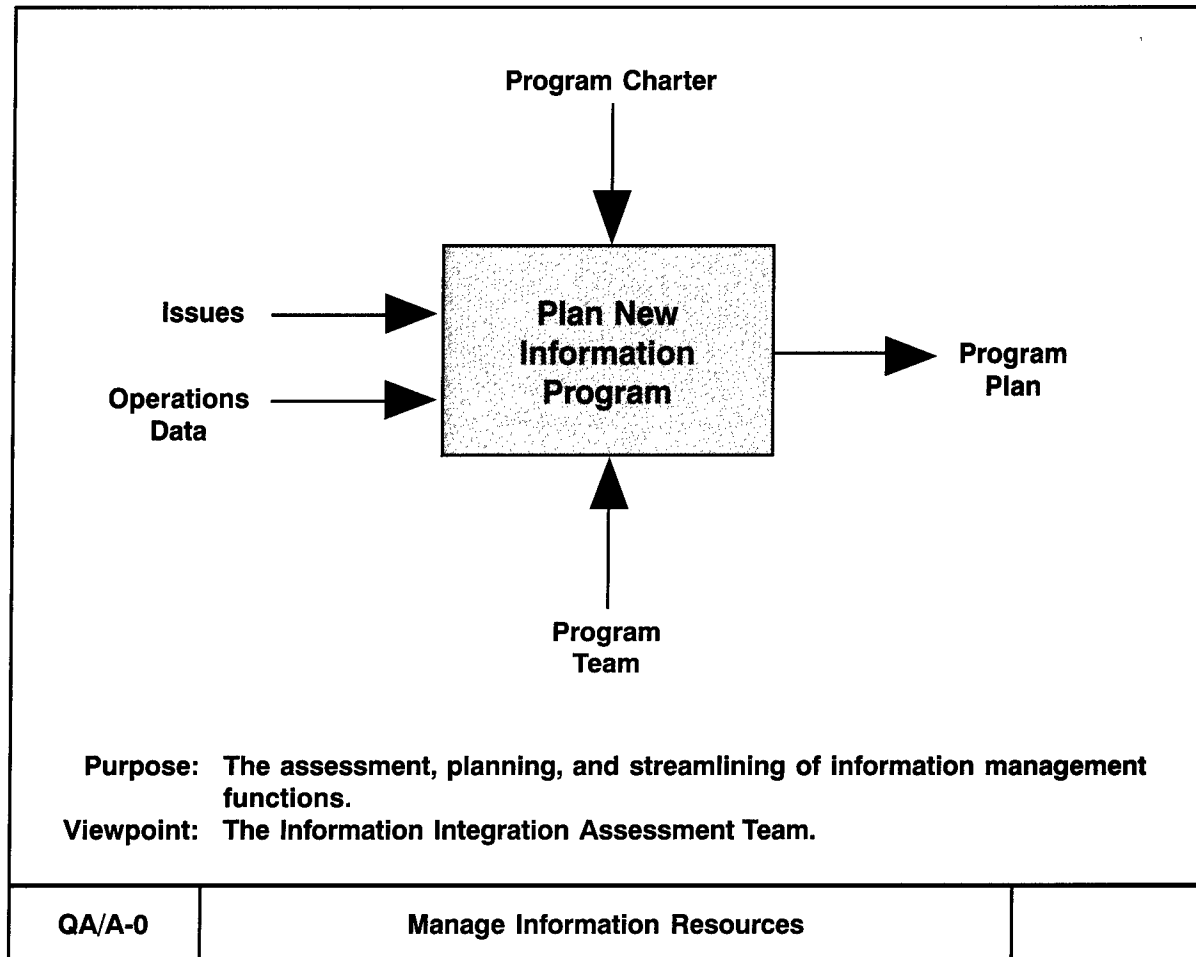 Program Charter
Issues
Operations
Data
Plan New
Information
Program
Program
Plan
Program
Team
Purpose: The assessment, planning, and streamlining of information management
functions.
Viewpoint: The Information Integration Assessment Team.
QA/A-0
Manage Information Resources